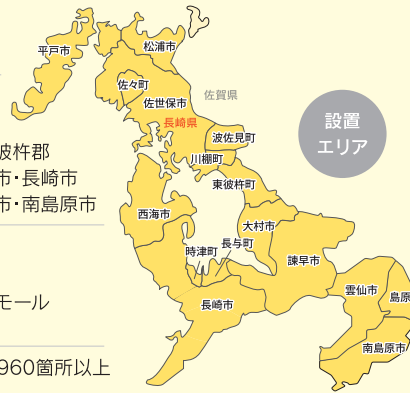 平戸市
松浦市
佐々町
佐世保市
佐賀県
長崎県
波佐見町
川棚町
東彼杵町
西海市
大村市
時津町
長与町
諫早市
長崎市
雲仙市
島原
南島原市
設置
エリア
彼杵郡
市・長崎市
市・南島原市
モール
960箇所以上